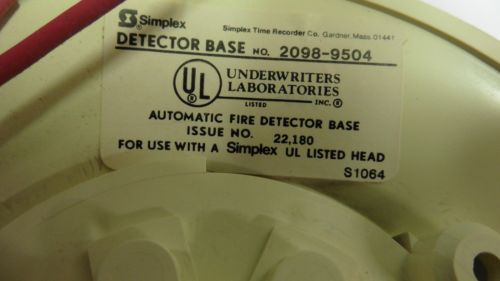 Simplex Simplex Time Recorder Co. Gardner, Mass. 01441
DETECTOR BASE NO. 2098-9504
UL ® UNDERWRITERS
LABORATORIES
LISTED INC. ®
AUTOMATIC FIRE DETECTOR BASE
ISSUE NO. 22,180
FOR USE WITH A Simplex UL LISTED HEAD
S1064